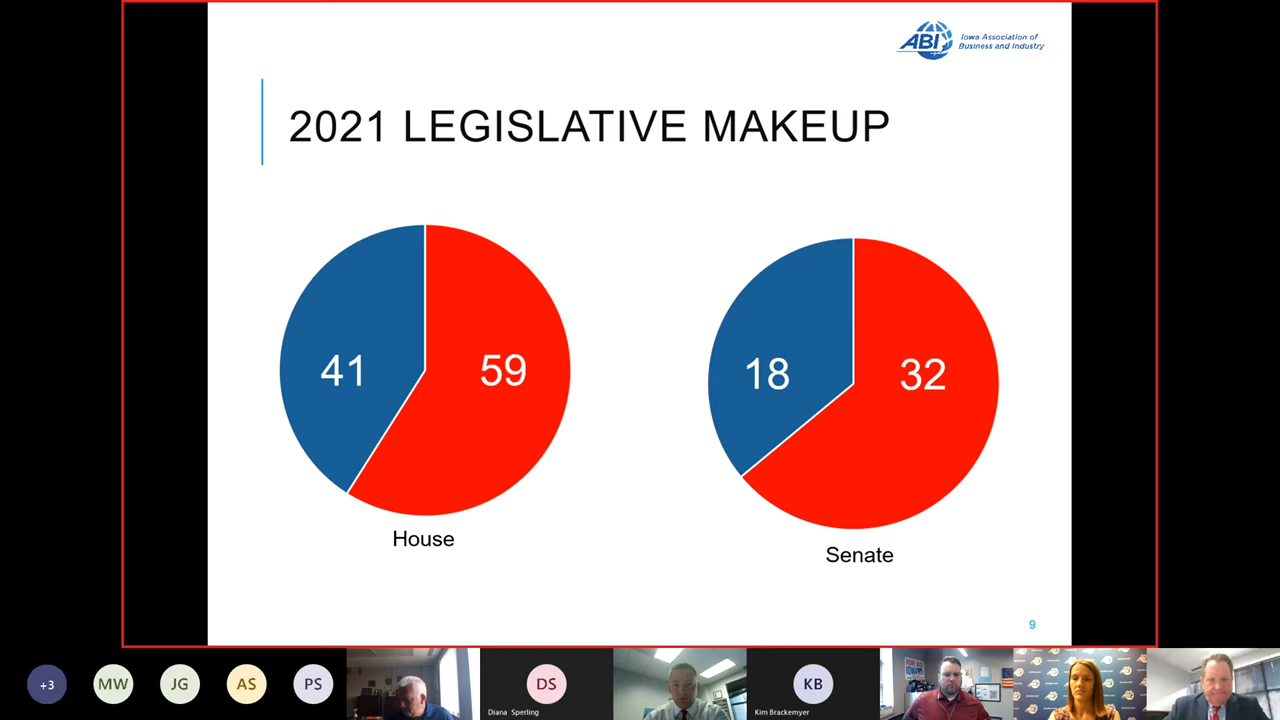 ABI
Iowa Association of
Business and Industry
2021 LEGISLATIVE MAKEUP
41
59
18
32
House
Senate
9
+3
MW
JG
AS
PS
DS
KB
Diana Sperling
Kim Brackemyer